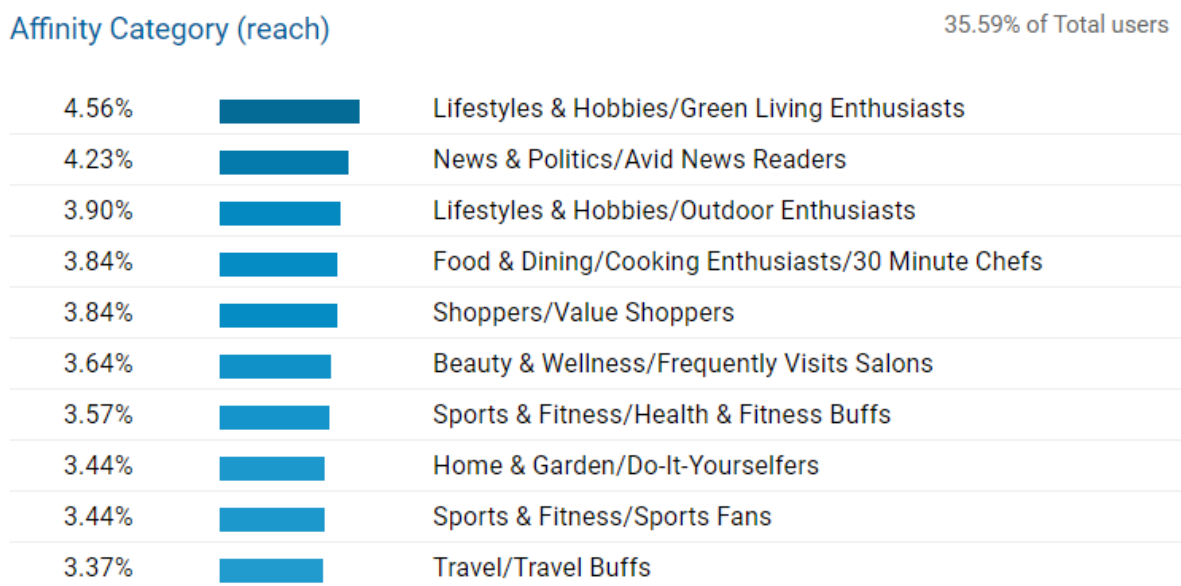 Affinity Category (reach) 35.59% of Total users
4.56% Lifestyles & Hobbies/Green Living Enthusiasts
4.23% News & Politics/Avid News Readers
3.90% Lifestyles & Hobbies/Outdoor Enthusiasts
3.84% Food & Dining/Cooking Enthusiasts/30 Minute Chefs
3.84% Shoppers/Value Shoppers
3.64% Beauty & Wellness/Frequently Visits Salons
3.57% Sports & Fitness/Health & Fitness Buffs
3.44% Home & Garden/Do-It-Yourselfers
3.44% Sports & Fitness/Sports Fans
3.37% Travel/Travel Buffs